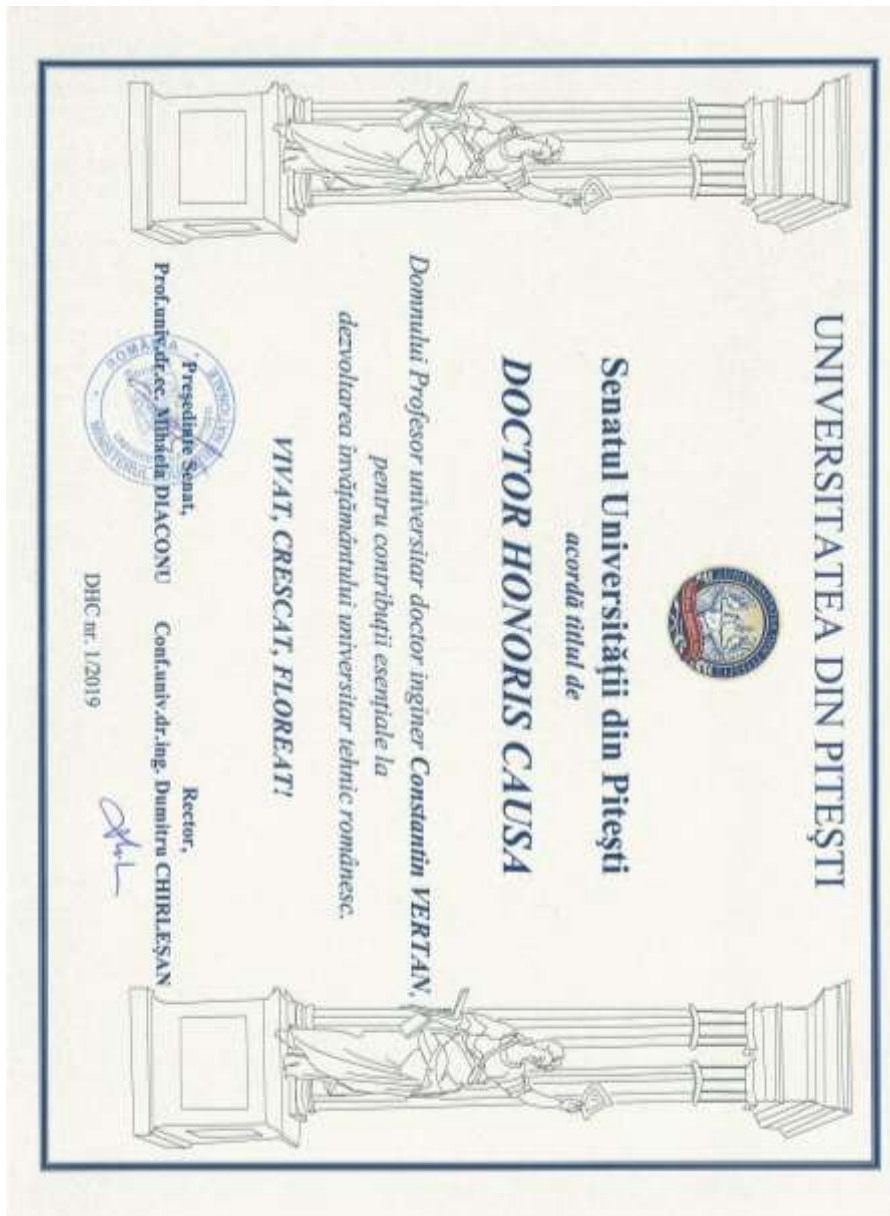 UNIVERSITATEA DIN PITEŞTI
Senatul Universităţii din Piteşti
acordă titlul de
DOCTOR HONORIS CAUSA
Domnului Profesor universitar doctor inginer Constantin VERTAN,
pentru contribuţii esenţiale la
dezvoltarea învăţământului universitar tehnic românesc.
VIVAT, CRESCAT, FLOREAT!
Preşedinte Senat,
Prof.univ.dr.ec. Mihaela DIACONU
Rector,
Conf.univ.dr.ing. Dumitru CHIRLEŞAN
DHC nr. 1/2019
ROMÂNIA
MINISTERUL